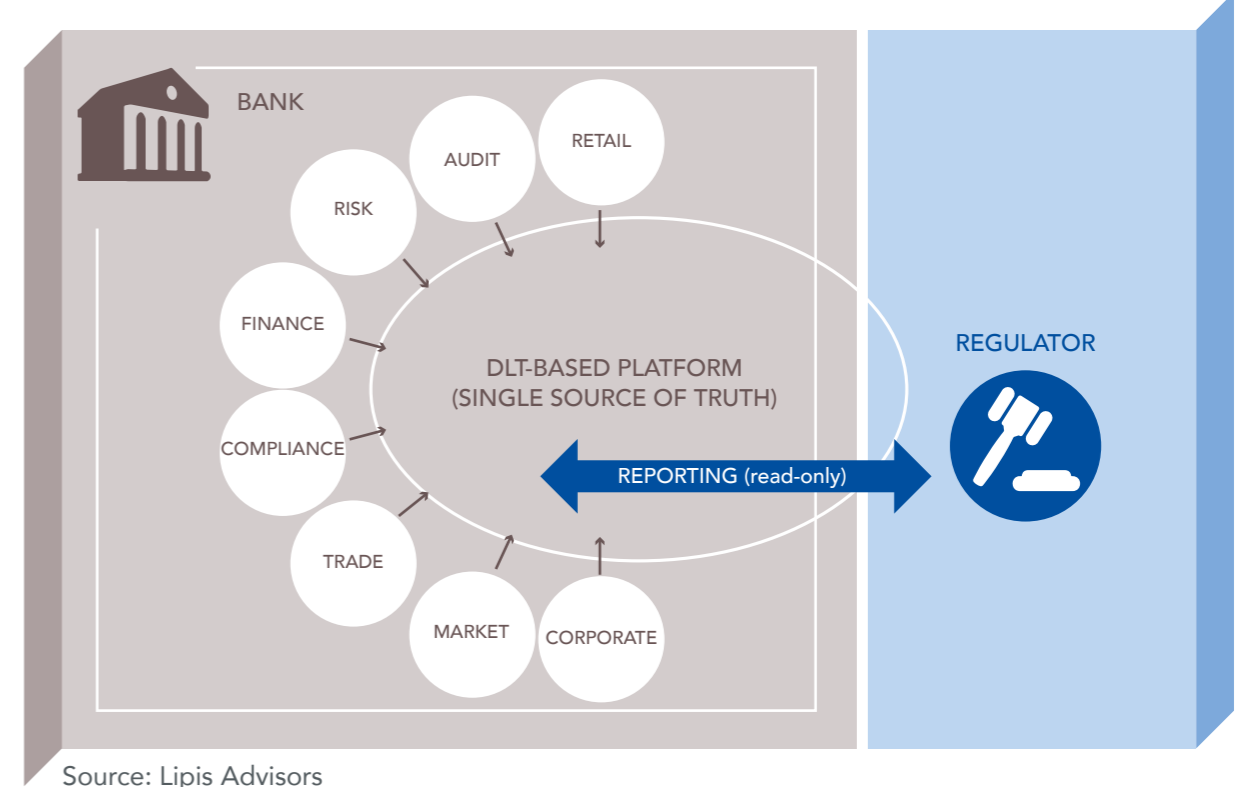 BANK
RETAIL
AUDIT
RISK
FINANCE
REGULATOR
DLT-BASED PLATFORM
(SINGLE SOURCE OF TRUTH)
COMPLIANCE
REPORTING (read-only)
TRADE
MARKET
CORPORATE
Source: Lipis Advisors